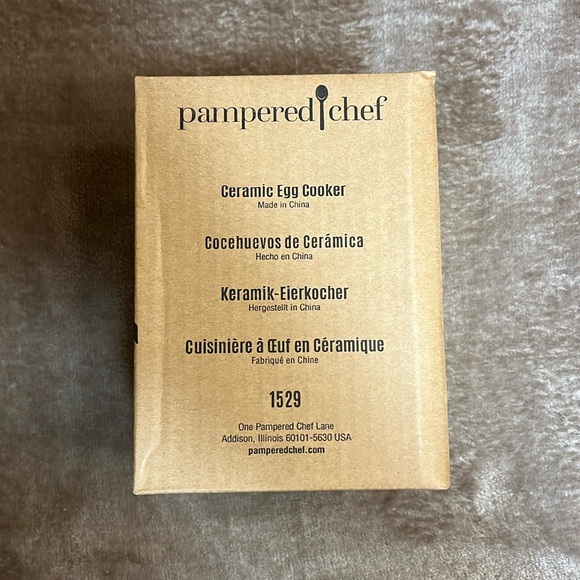 pampered chef
Ceramic Egg Cooker
Made in China
Cocehuevos de Cerámica
Hecho en China
Keramik-Eierkocher
Hergestellt in China
Cuisinière à Œuf en Céramique
Fabriqué en Chine
1529
One Pampered Chef Lane
Addison, Illinois 60101-5630 USA
pamperedchef.com